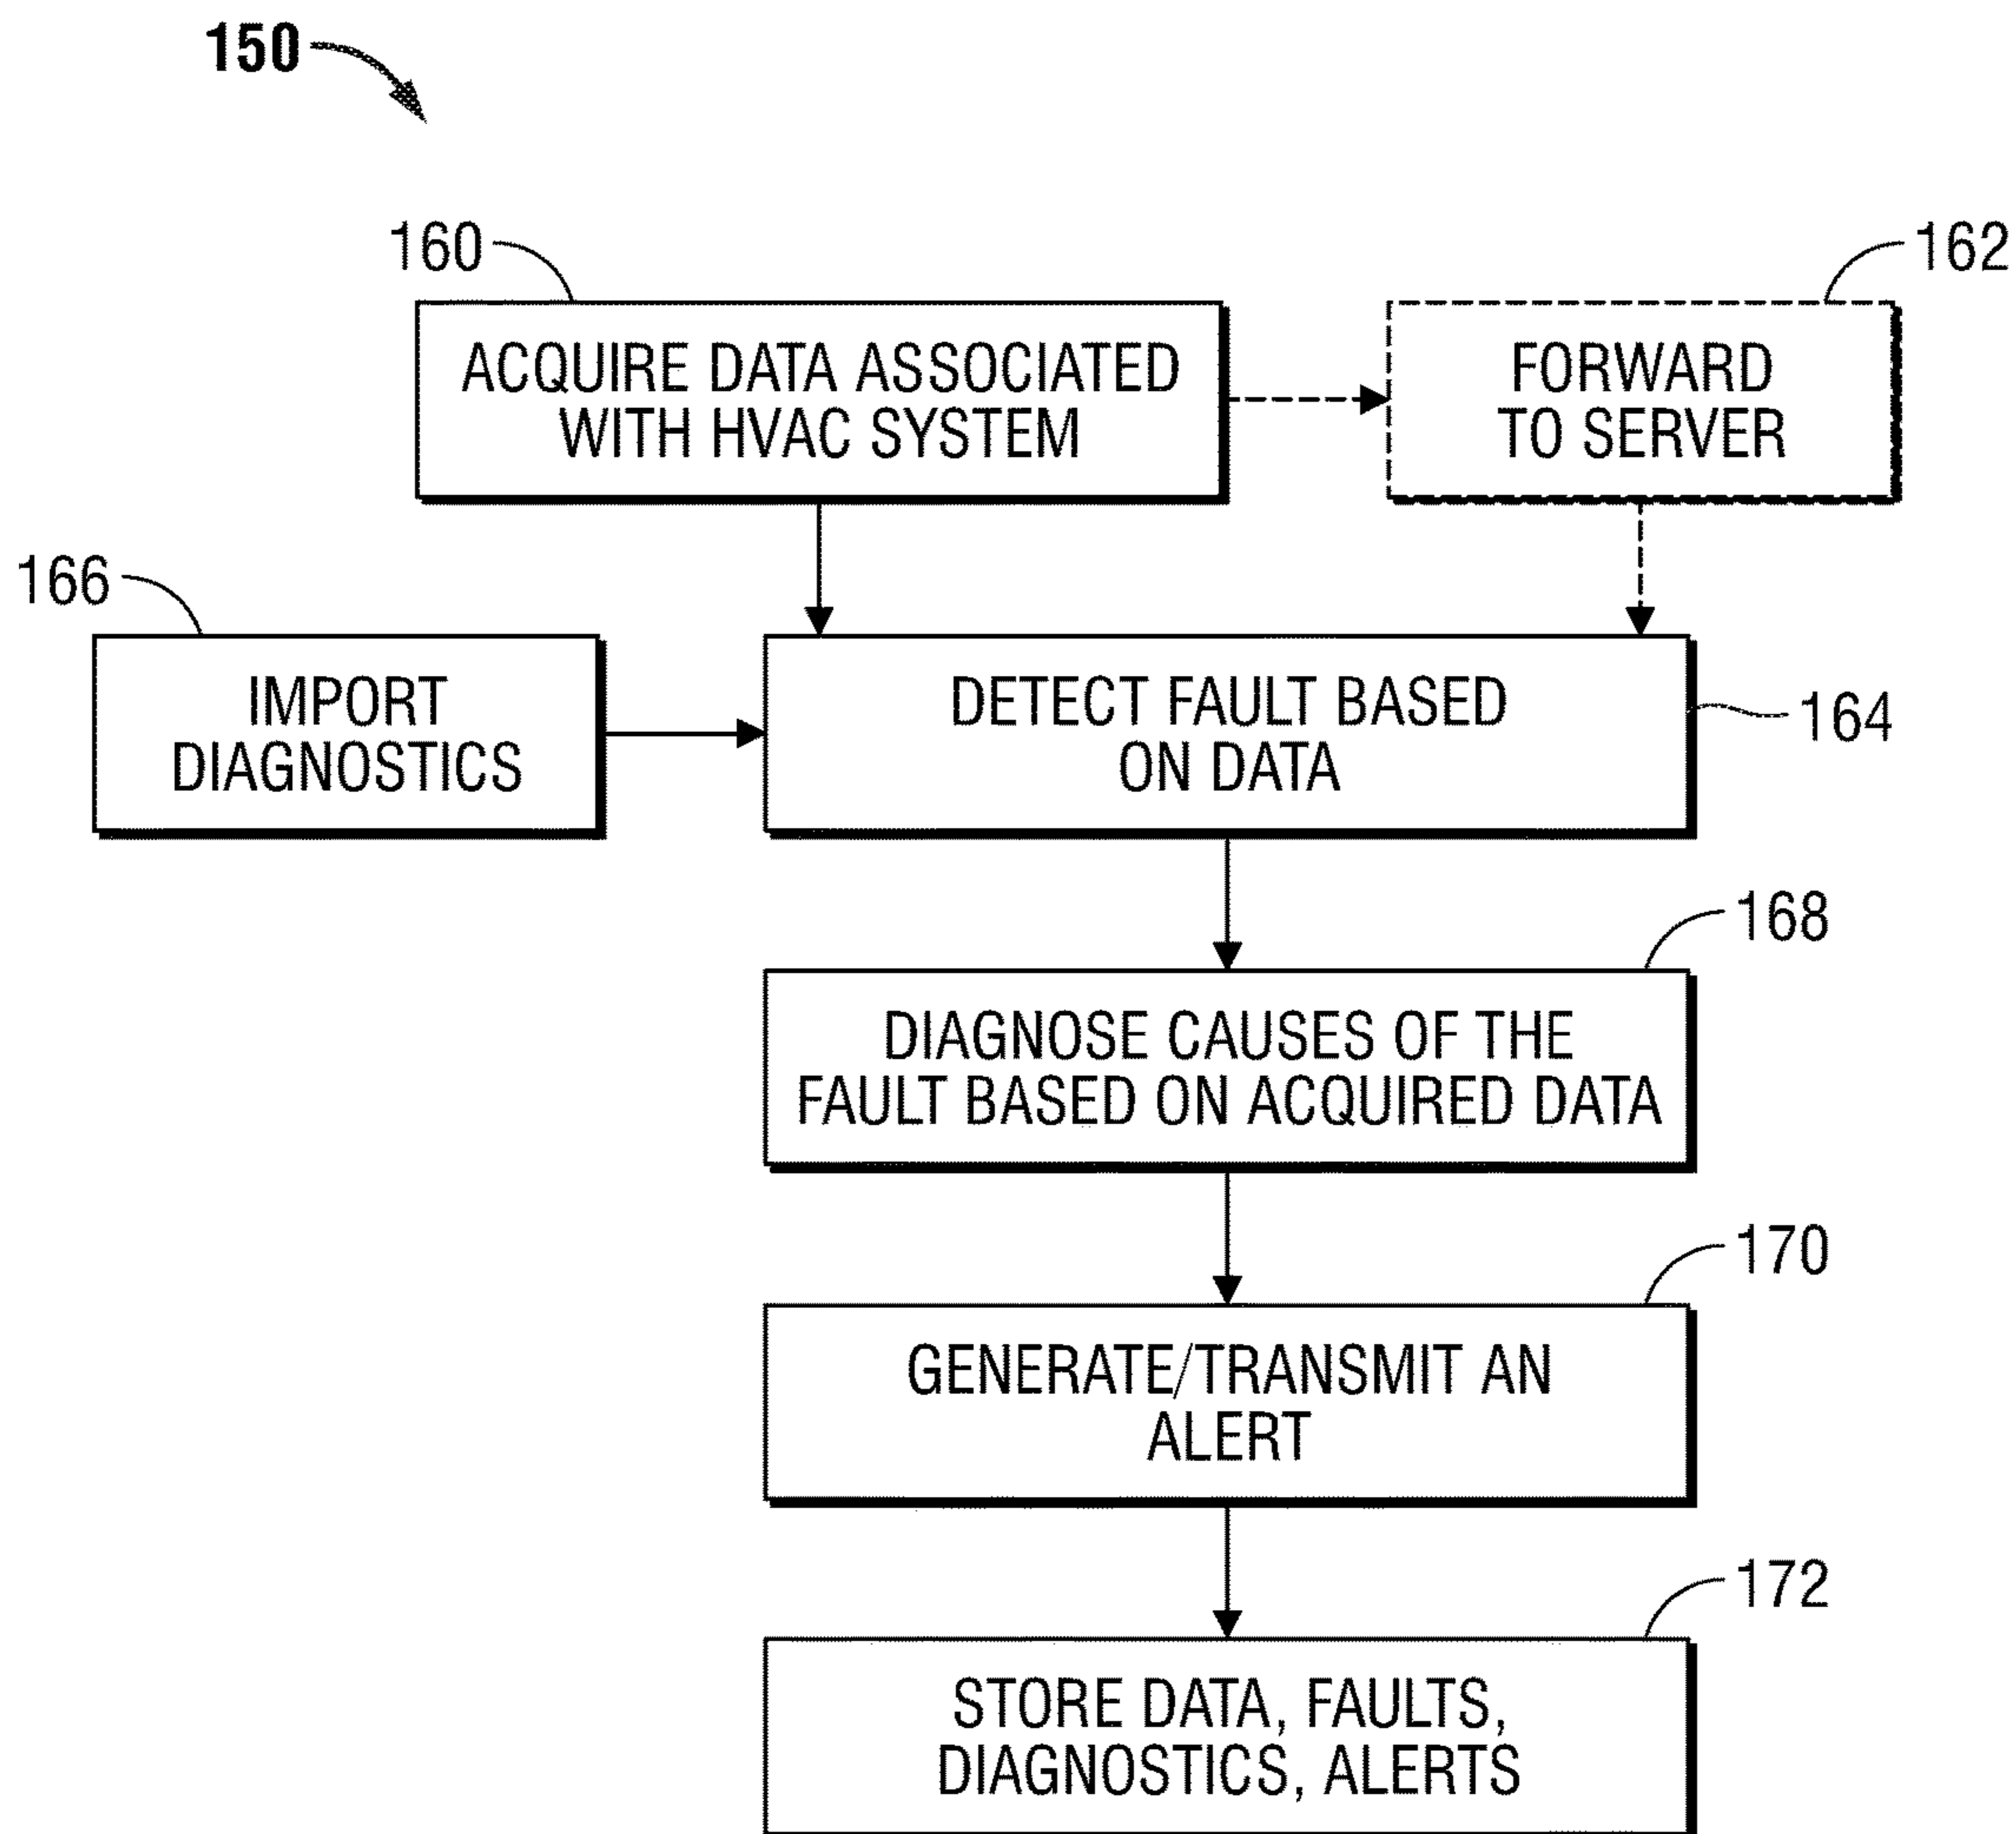 150
160
162
ACQUIRE DATA ASSOCIATED
WITH HVAC SYSTEM
FORWARD
TO SERVER
166
IMPORT
DIAGNOSTICS
DETECT FAULT BASED
ON DATA
164
168
DIAGNOSE CAUSES OF THE
FAULT BASED ON ACQUIRED DATA
170
GENERATE/TRANSMIT AN
ALERT
172
STORE DATA, FAULTS,
DIAGNOSTICS, ALERTS